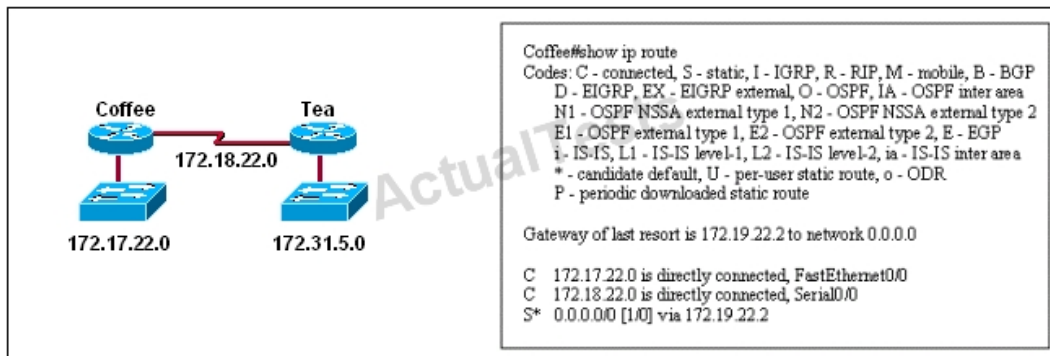 Coffee
Tea
172.18.22.0
172.17.22.0
172.31.5.0
Coffee#show ip route
Codes: C - connected, S - static, I - IGRP, R - RIP, M - mobile, B - BGP
D - EIGRP, EX - EIGRP external, O - OSPF, IA - OSPF inter area
N1 - OSPF NSSA external type 1, N2 - OSPF NSSA external type 2
E1 - OSPF external type 1, E2 - OSPF external type 2, E - EGP
i - IS-IS, L1 - IS-IS level-1, L2 - IS-IS level-2, ia - IS-IS inter area
* - candidate default, U - per-user static route, o - ODR
P - periodic downloaded static route
Gateway of last resort is 172.19.22.2 to network 0.0.0.0
C 172.17.22.0 is directly connected, FastEthernet0/0
C 172.18.22.0 is directly connected, Serial0/0
S* 0.0.0.0/0 [1/0] via 172.19.22.2
ActualTests